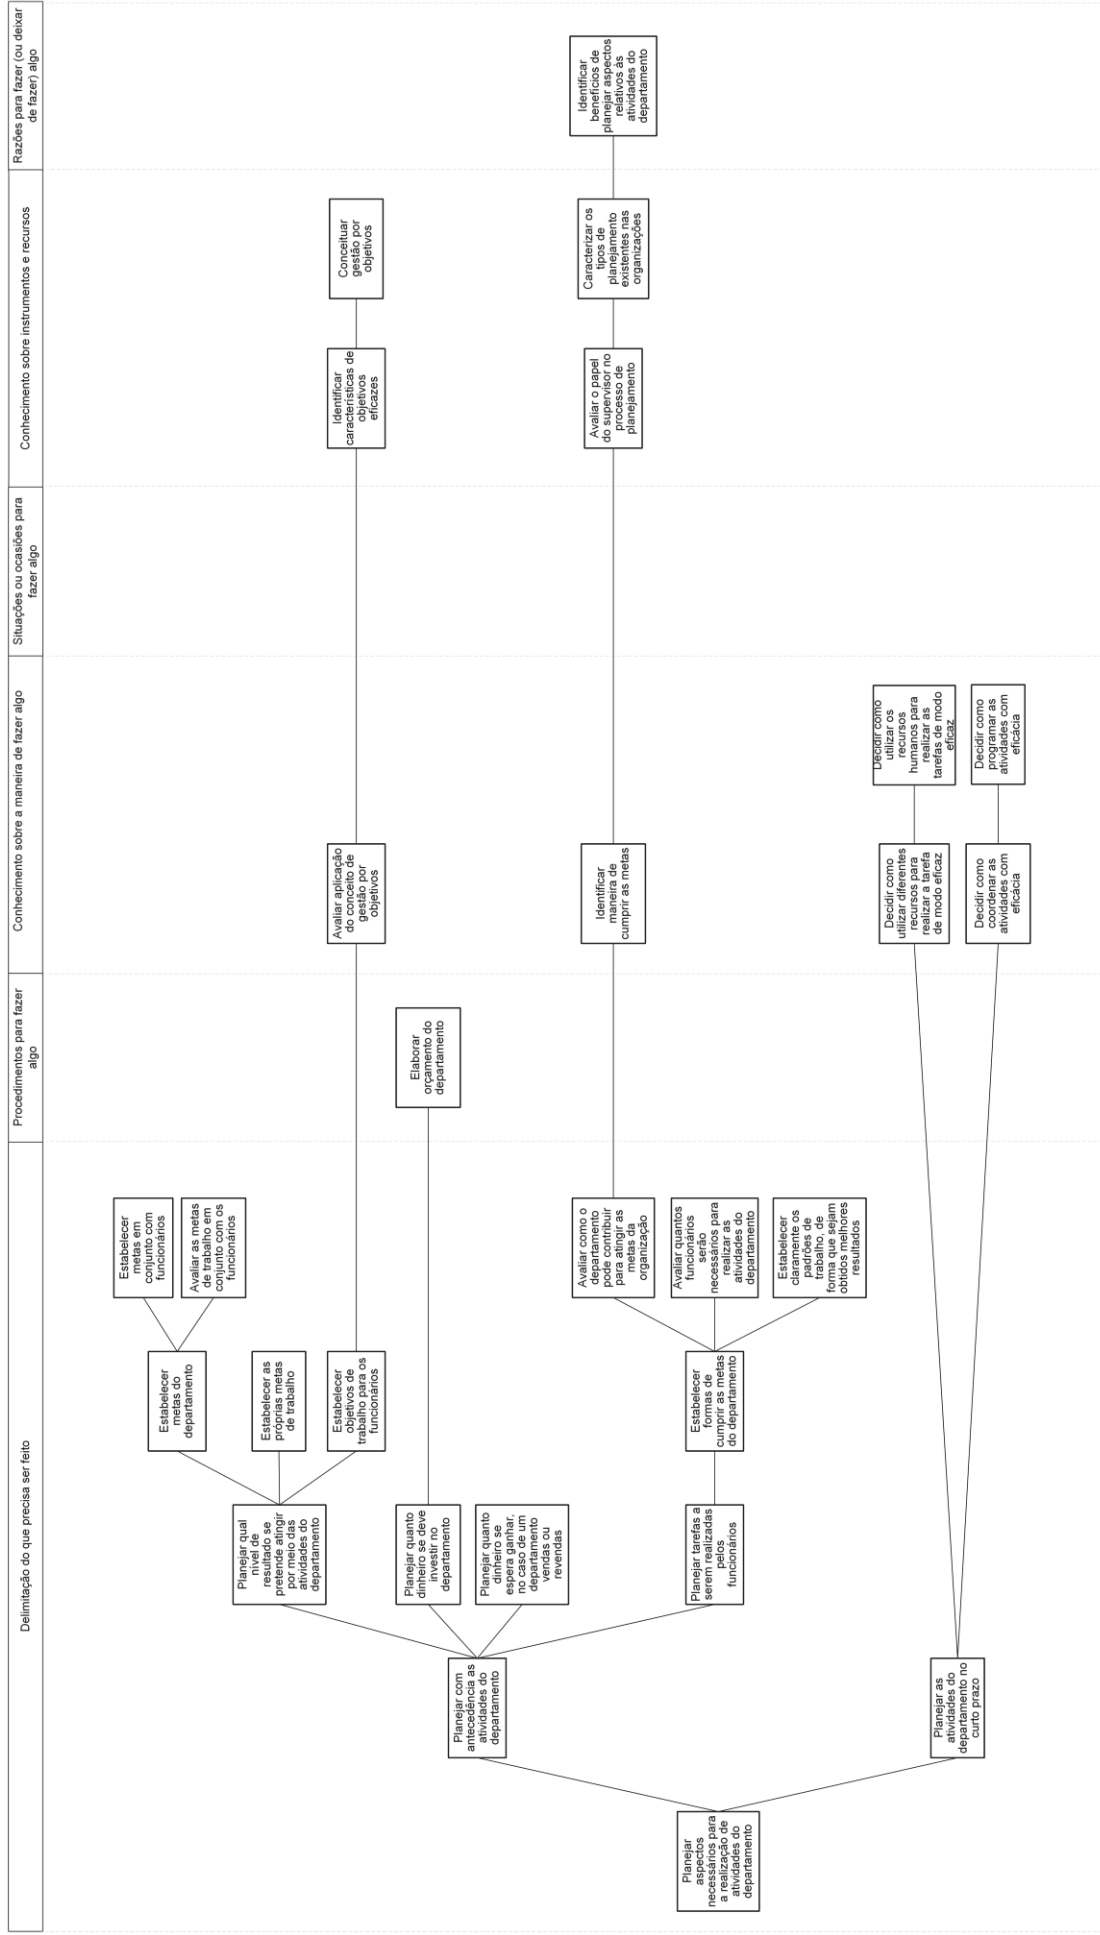 Delimitação do que precisa ser feito
Procedimentos para fazer
algo
Conhecimento sobre a maneira de fazer algo
Situações ou ocasiões para
fazer algo
Conhecimento sobre instrumentos e recursos
Razões para fazer (ou deixar
de fazer) algo
Planejar
aspectos
necessários para
a realização de
atividades do
departamento
Planejar com
antecedência as
atividades do
departamento
Planejar as
atividades do
departamento no
curto prazo
Planejar qual
nível de
resultado se
pretende atingir
por meio das
atividades do
departamento
Planejar quanto
dinheiro se deve
investir no
departamento
Planejar quanto
dinheiro se
espera ganhar,
no caso de um
departamento
vendas ou
revendas
Planejar tarefas a
serem realizadas
pelos
funcionários
Estabelecer
metas do
departamento
Estabelecer as
próprias metas
de trabalho
Estabelecer
objetivos de
trabalho para os
funcionários
Estabelecer
formas de
cumprir as metas
do departamento
Estabelecer
metas em
conjunto com
funcionários
Avaliar as metas
de trabalho em
conjunto com os
funcionários
Avaliar como o
departamento
pode contribuir
para atingir as
metas da
organização
Avaliar quantos
funcionários
serão
necessários para
realizar as
atividades do
departamento
Estabelecer
claramente os
padrões de
trabalho, de
forma que sejam
obtidos melhores
resultados
Elaborar
orçamento do
departamento
Avaliar aplicação
do conceito de
gestão por
objetivos
Identificar
maneira de
cumprir as metas
Decidir como
utilizar diferentes
recursos para
realizar a tarefa
de modo eficaz
Decidir como
coordenar as
atividades com
eficácia
Decidir como
utilizar os
recursos
humanos para
realizar as
tarefas de modo
eficaz
Decidir como
programar as
atividades com
eficácia
Identificar
características de
objetivos
eficazes
Avaliar o papel
do supervisor no
processo de
planejamento
Conceituar
gestão por
objetivos
Caracterizar os
tipos de
planejamento
existentes nas
organizações
Identificar
benefícios de
planejar aspectos
relativos às
atividades do
departamento